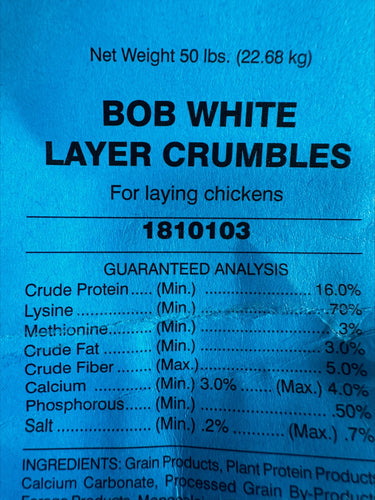 Net Weight 50 lbs. (22.68 kg)
BOB WHITE
LAYER CRUMBLES
For laying chickens
1810103
GUARANTEED ANALYSIS
Crude Protein.....(Min.) ........................ 16.0%
Lysine................(Min.) .......................... .70%
Methionine.........(Min.) ............................ .3%
Crude Fat ..........(Min.) .......................... 3.0%
Crude Fiber .......(Max.).......................... 5.0%
Calcium ............(Min.) 3.0% ....... (Max.) 4.0%
Phosphorous.....(Min.) .......................... .50%
Salt ....................(Min.) .2% ......... (Max.) .7%
INGREDIENTS: Grain Products, Plant Protein Products
Calcium Carbonate, Processed Grain By-Product
Forage Products,